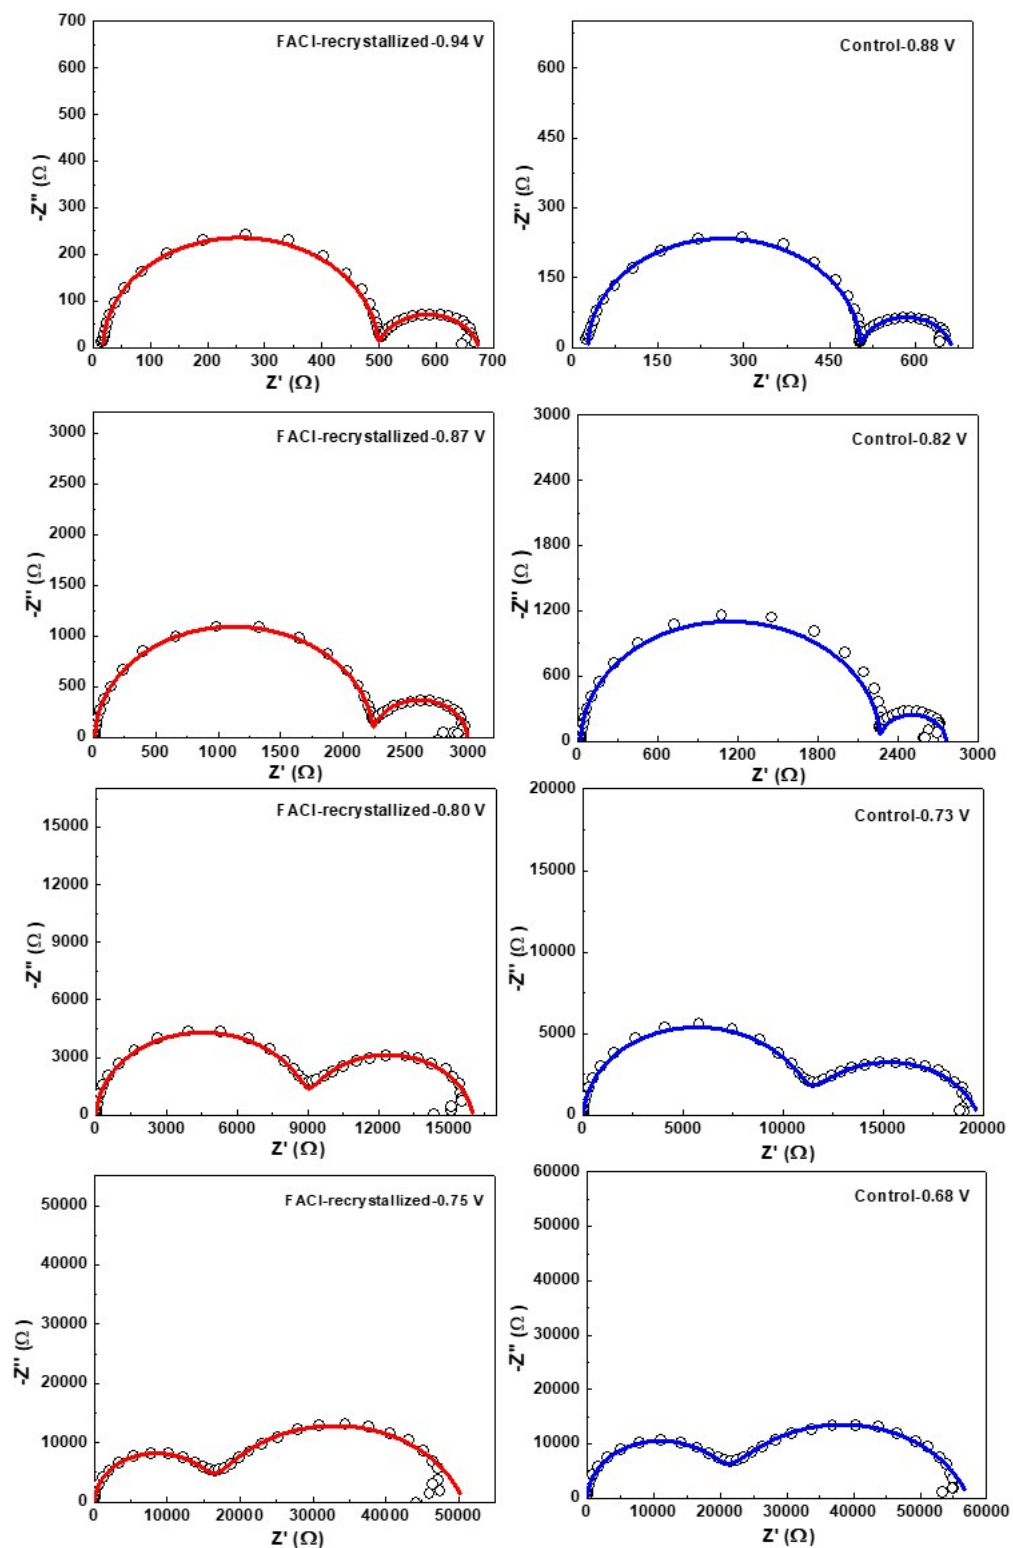 FACI-recrystallized-0.94 V
700
600
500
400
300
200
100
0
-Z'' (Ω)
0 100 200 300 400 500 600 700
Z' (Ω)
Control-0.88 V
600
450
300
150
0
-Z'' (Ω)
0 150 300 450 600
Z' (Ω)
FACI-recrystallized-0.87 V
3000
2500
2000
1500
1000
500
0
-Z'' (Ω)
0 500 1000 1500 2000 2500 3000
Z' (Ω)
Control-0.82 V
3000
2400
1800
1200
600
0
-Z'' (Ω)
0 600 1200 1800 2400 3000
Z' (Ω)
FACI-recrystallized-0.80 V
15000
12000
9000
6000
3000
0
-Z'' (Ω)
0 3000 6000 9000 12000 15000
Z' (Ω)
Control-0.73 V
20000
15000
10000
5000
0
-Z'' (Ω)
0 5000 10000 15000 20000
Z' (Ω)
FACI-recrystallized-0.75 V
50000
40000
30000
20000
10000
0
-Z'' (Ω)
0 10000 20000 30000 40000 50000
Z' (Ω)
Control-0.68 V
60000
50000
40000
30000
20000
10000
0
-Z'' (Ω)
0 10000 20000 30000 40000 50000 60000
Z' (Ω)